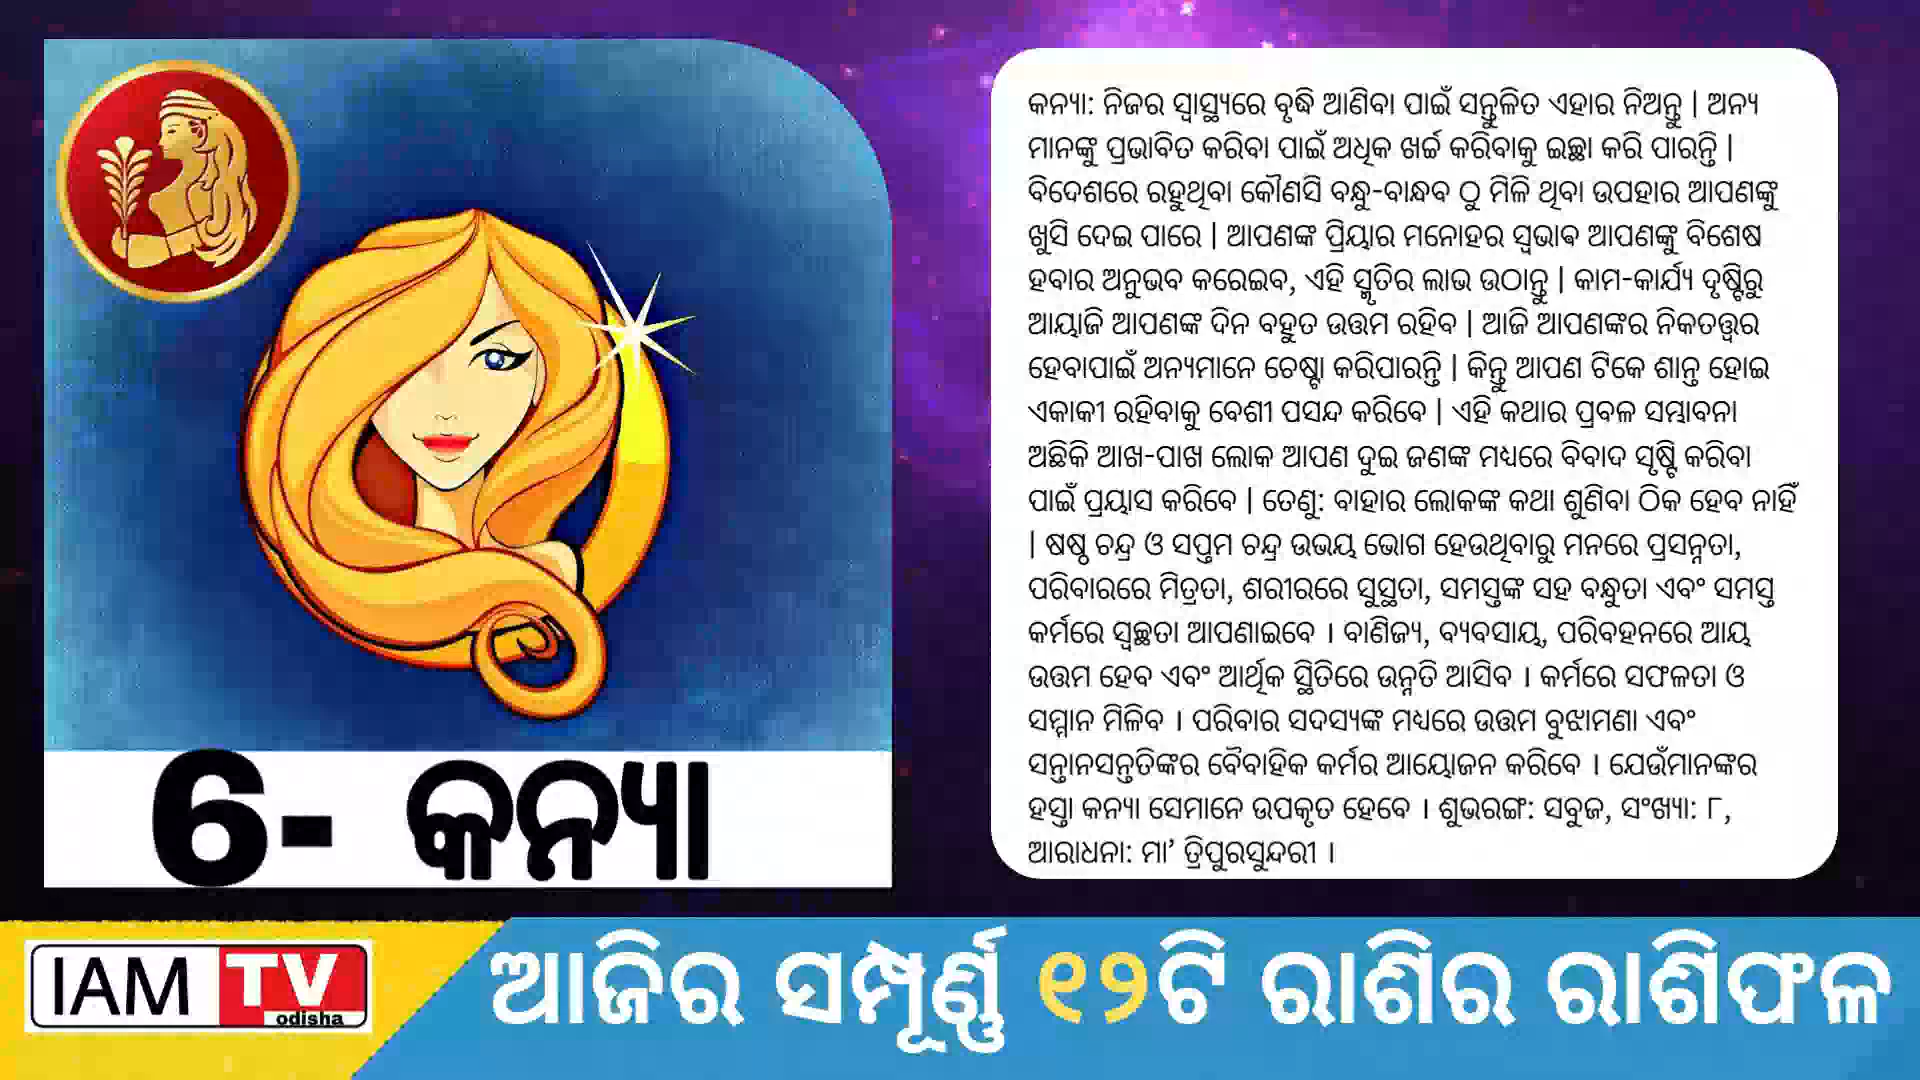 କନ୍ୟା: ନିଜର ସ୍ୱାସ୍ଥ୍ୟରେ ବୃଦ୍ଧି ଆଣିବା ପାଇଁ ସନ୍ତୁଳିତ ଏହାର ନିଅନ୍ତୁ | ଅନ୍ୟ
ମାନଙ୍କୁ ପ୍ରଭାବିତ କରିବା ପାଇଁ ଅଧିକ ଖର୍ଚ୍ଚ କରିବାକୁ ଇଚ୍ଛା କରି ପାରନ୍ତି |
ବିଦେଶରେ ରହୁଥିବା କୌଣସି ବନ୍ଧୁ-ବାନ୍ଧବ ଠୁ ମିଳି ଥିବା ଉପହାର ଆପଣଙ୍କୁ
ଖୁସି ଦେଇ ପାରେ | ଆପଣଙ୍କ ପ୍ରିୟାର ମନୋହର ସ୍ୱଭାଵ ଆପଣଙ୍କୁ ବିଶେଷ
ହବାର ଅନୁଭବ କରେଇବ, ଏହି ସ୍ମୃତିର ଲାଭ ଉଠାନ୍ତୁ | କାମ-କାର୍ଯ୍ୟ ଦୃଷ୍ଟିରୁ
ଆୟାଜି ଆପଣଙ୍କ ଦିନ ବହୁତ ଉତ୍ତମ ରହିବ | ଆଜି ଆପଣଙ୍କର ନିକଟତ୍ତ୍ୱର
ହେବାପାଇଁ ଅନ୍ୟମାନେ ଚେଷ୍ଟା କରିପାରନ୍ତି | କିନ୍ତୁ ଆପଣ ଟିକେ ଶାନ୍ତ ହୋଇ
ଏକାକୀ ରହିବାକୁ ବେଶୀ ପସନ୍ଦ କରିବେ | ଏହି କଥାର ପ୍ରବଳ ସମ୍ଭାବନା
ଅଛିକି ଆଖ-ପାଖ ଲୋକ ଆପଣ ଦୁଇ ଜଣଙ୍କ ମଧ୍ୟରେ ବିବାଦ ସୃଷ୍ଟି କରିବା
ପାଇଁ ପ୍ରୟାସ କରିବେ | ତେଣୁ: ବାହାର ଲୋକଙ୍କ କଥା ଶୁଣିବା ଠିକ ହେବ ନାହିଁ
| ଷଷ୍ଠ ଚନ୍ଦ୍ର ଓ ସପ୍ତମ ଚନ୍ଦ୍ର ଉଭୟ ଭୋଗ ହେଉଥିବାରୁ ମନରେ ପ୍ରସନ୍ନତା,
ପରିବାରରେ ମିତ୍ରତା, ଶରୀରରେ ସୁସ୍ଥତା, ସମସ୍ତଙ୍କ ସହ ବନ୍ଧୁତା ଏବଂ ସମସ୍ତ
କର୍ମରେ ସ୍ୱଚ୍ଛତା ଆପଣାଇବେ । ବାଣିଜ୍ୟ, ବ୍ୟବସାୟ, ପରିବହନରେ ଆୟ
ଉତ୍ତମ ହେବ ଏବଂ ଆର୍ଥିକ ସ୍ଥିତିରେ ଉନ୍ନତି ଆସିବ । କର୍ମରେ ସଫଳତା ଓ
ସମ୍ମାନ ମିଳିବ । ପରିବାର ସଦସ୍ୟଙ୍କ ମଧ୍ୟରେ ଉତ୍ତମ ବୁଝାମଣା ଏବଂ
ସନ୍ତାନସନ୍ତତିଙ୍କର ବୈବାହିକ କର୍ମର ଆୟୋଜନ କରିବେ । ଯେଉଁମାନଙ୍କର
ହସ୍ତା କନ୍ୟା ସେମାନେ ଉପକୃତ ହେବେ । ଶୁଭରଙ୍ଗ: ସବୁଜ, ସଂଖ୍ୟା: ୮,
ଆରାଧନା: ମା’ ତ୍ରିପୁରସୁନ୍ଦରୀ ।
6- କନ୍ୟା
IAM TV odisha
ଆଜିର ସମ୍ପୂର୍ଣ୍ଣ ୧୨ଟି ରାଶିର ରାଶିଫଳ